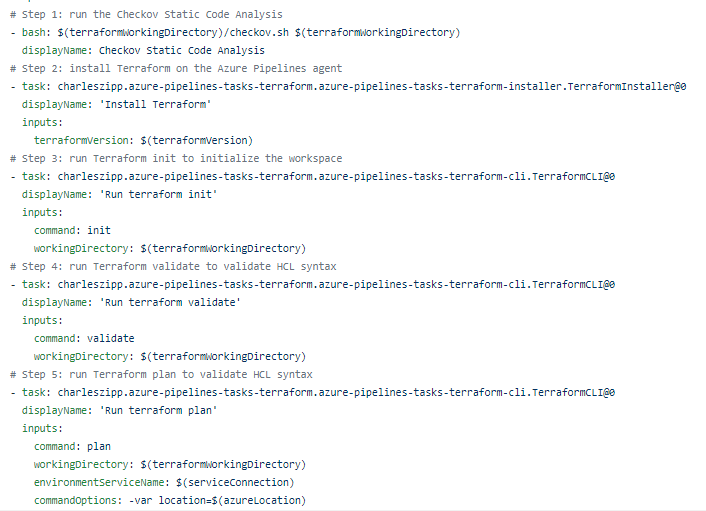 # Step 1: run the Checkov Static Code Analysis
- bash: $(terraformWorkingDirectory)/checkov.sh $(terraformWorkingDirectory)
  displayName: Checkov Static Code Analysis
# Step 2: install Terraform on the Azure Pipelines agent
- task: charleszipp.azure-pipelines-tasks-terraform.azure-pipelines-tasks-terraform-installer.TerraformInstaller@0
  displayName: 'Install Terraform'
  inputs:
    terraformVersion: $(terraformVersion)
# Step 3: run Terraform init to initialize the workspace
- task: charleszipp.azure-pipelines-tasks-terraform.azure-pipelines-tasks-terraform-cli.TerraformCLI@0
  displayName: 'Run terraform init'
  inputs:
    command: init
    workingDirectory: $(terraformWorkingDirectory)
# Step 4: run Terraform validate to validate HCL syntax
- task: charleszipp.azure-pipelines-tasks-terraform.azure-pipelines-tasks-terraform-cli.TerraformCLI@0
  displayName: 'Run terraform validate'
  inputs:
    command: validate
    workingDirectory: $(terraformWorkingDirectory)
# Step 5: run Terraform plan to validate HCL syntax
- task: charleszipp.azure-pipelines-tasks-terraform.azure-pipelines-tasks-terraform-cli.TerraformCLI@0
  displayName: 'Run terraform plan'
  inputs:
    command: plan
    workingDirectory: $(terraformWorkingDirectory)
    environmentServiceName: $(serviceConnection)
    commandOptions: -var location=$(azureLocation)